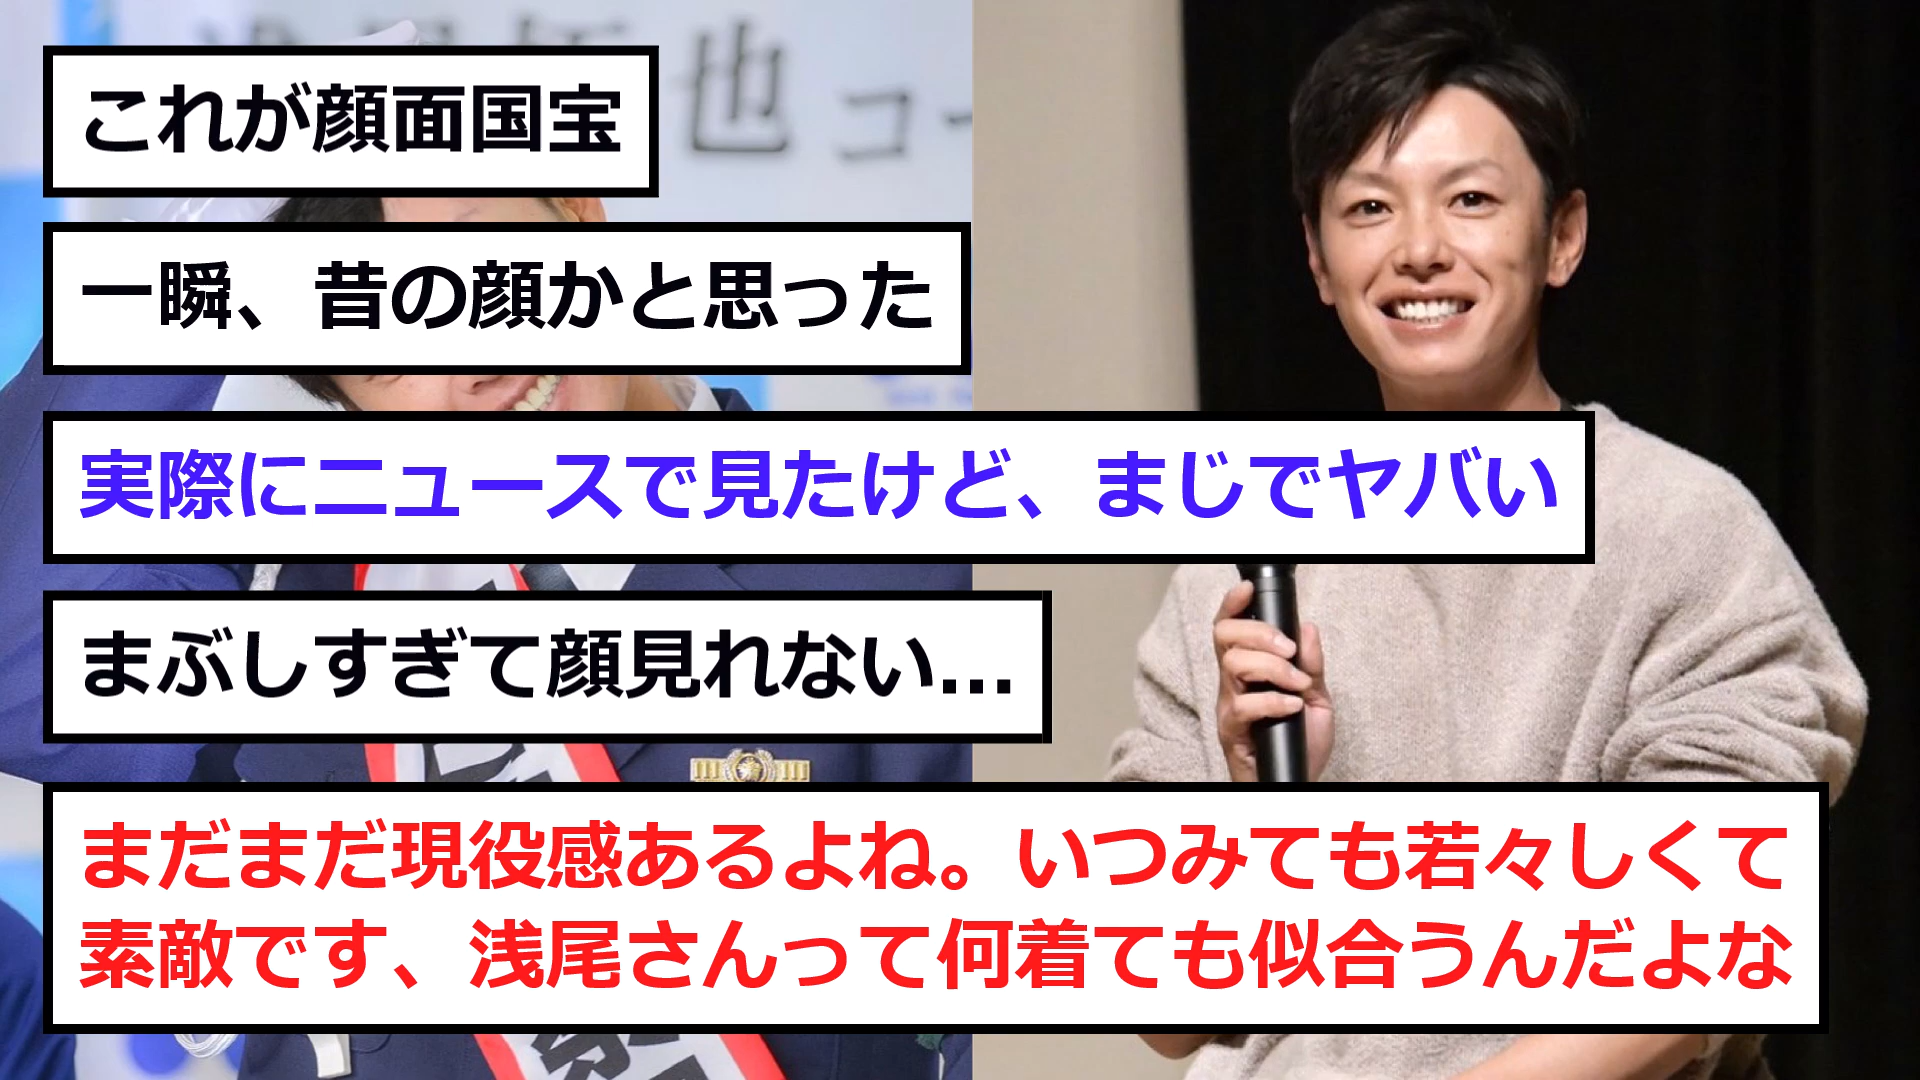 也 コー
これが顔面国宝
一瞬、昔の顔かと思った
実際にニュースで見たけど、まじでヤバい
まぶしすぎて顔見れない…
まだまだ現役感あるよね。いつみても若々しくて
素敵です、浅尾さんって何着ても似合うんだよな